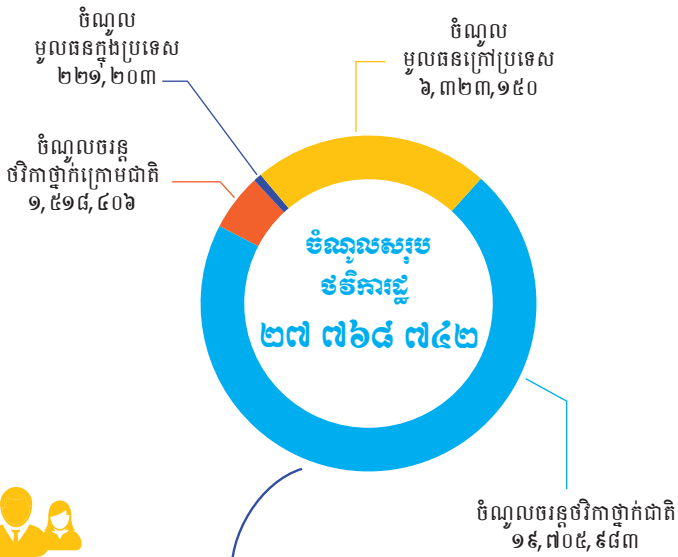 ចំណូល
មូលធនក្នុងប្រទេស
២២១,២០៣
ចំណូល
មូលធនក្រៅប្រទេស
៦,៣២៣,១៥០
ចំណូលចរន្ត
ថវិកាថ្នាក់ក្រោមជាតិ
១,៥១៨,៤០៦
ចំណូលសរុប
ថវិការដ្ឋ
២៧ ៧៦៨ ៧៤២
ចំណូលចរន្តថវិកាថ្នាក់ជាតិ
១៩,៧០៥,៩៨៣